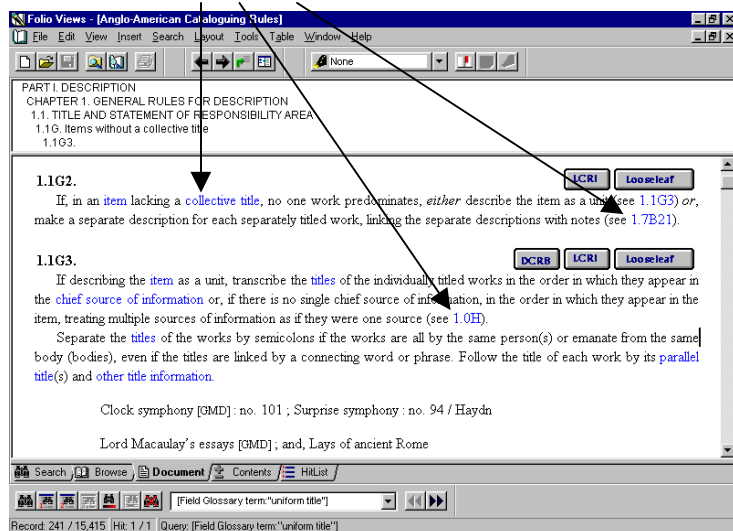 Folio Views - [Anglo-American Cataloguing Rules]
File Edit View Insert Search Layout Tools Table Window Help
None
PART I. DESCRIPTION
CHAPTER 1. GENERAL RULES FOR DESCRIPTION
1.1. TITLE AND STATEMENT OF RESPONSIBILITY AREA
1.1G. Items without a collective title
1.1G3.
1.1G2. LCRI Looseleaf
If, in an item lacking a collective title, no one work predominates, either describe the item as a unit (see 1.1G3) or,
make a separate description for each separately titled work, linking the separate descriptions with notes (see 1.7B21).
1.1G3. DCRB LCRI Looseleaf
If describing the item as a unit, transcribe the titles of the individually titled works in the order in which they appear in
the chief source of information or, if there is no single chief source of information, in the order in which they appear in the
item, treating multiple sources of information as if they were one source (see 1.0H).
Separate the titles of the works by semicolons if the works are all by the same person(s) or emanate from the same
body (bodies), even if the titles are linked by a connecting word or phrase. Follow the title of each work by its parallel
title(s) and other title information.
Clock symphony [GMD] : no. 101 ; Surprise symphony : no. 94 / Haydn
Lord Macaulay's essays [GMD] ; and, Lays of ancient Rome
Search Browse Document Contents HitList
[Field Glossary term:"uniform title"]
Record: 241 / 15,415 Hit: 1 / 1 Query: [Field Glossary term:"uniform title"]